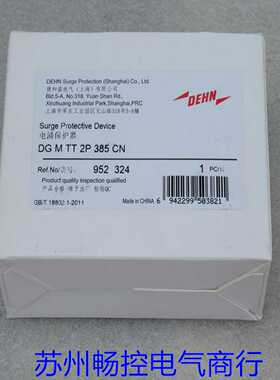 DEHN Surge Protection (Shanghai) Co., Ltd.
Bld.5-A, No.318, Yuan Shan Rd.,
Xinzhuang Industrial Park,Shanghai,PRC
DEHN
Surge Protective Device
电涌保护器
DG M TT 2P 385 CN
Ref.No/货号: 952 324
1 PC
Product quality inspection qualified
GB/T 18802.1-2011
Made in CHINA
6 942299 503821
苏州畅控电气商行